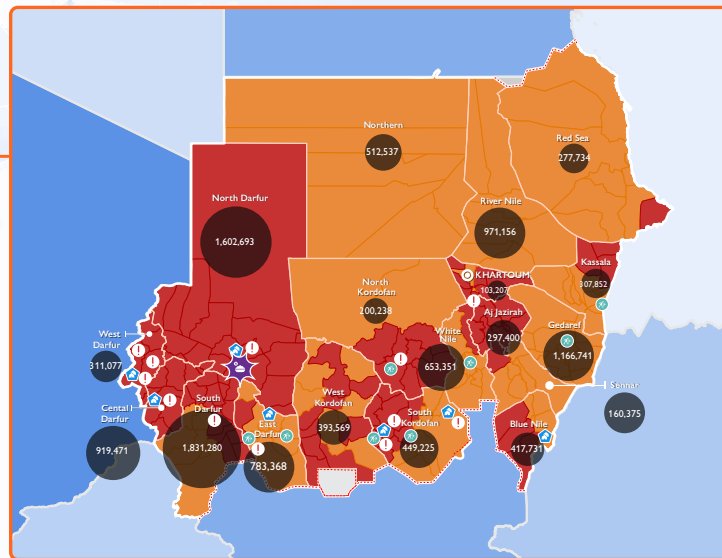 Northern
512,537
Red Sea
277,734
North Darfur
1,602,693
River Nile
971,156
Kassala
307,852
KHARTOUM
103,207
North
Kordofan
200,238
Aj Jazirah
297,400
Gedaref
1,166,741
White
Nile
653,351
West
Darfur
311,077
Sennar
160,375
Cental
Darfur
919,471
South
Darfur
1,831,280
East
Darfur
783,368
West
Kordofan
393,569
South
Kordofan
449,225
Blue Nile
417,731